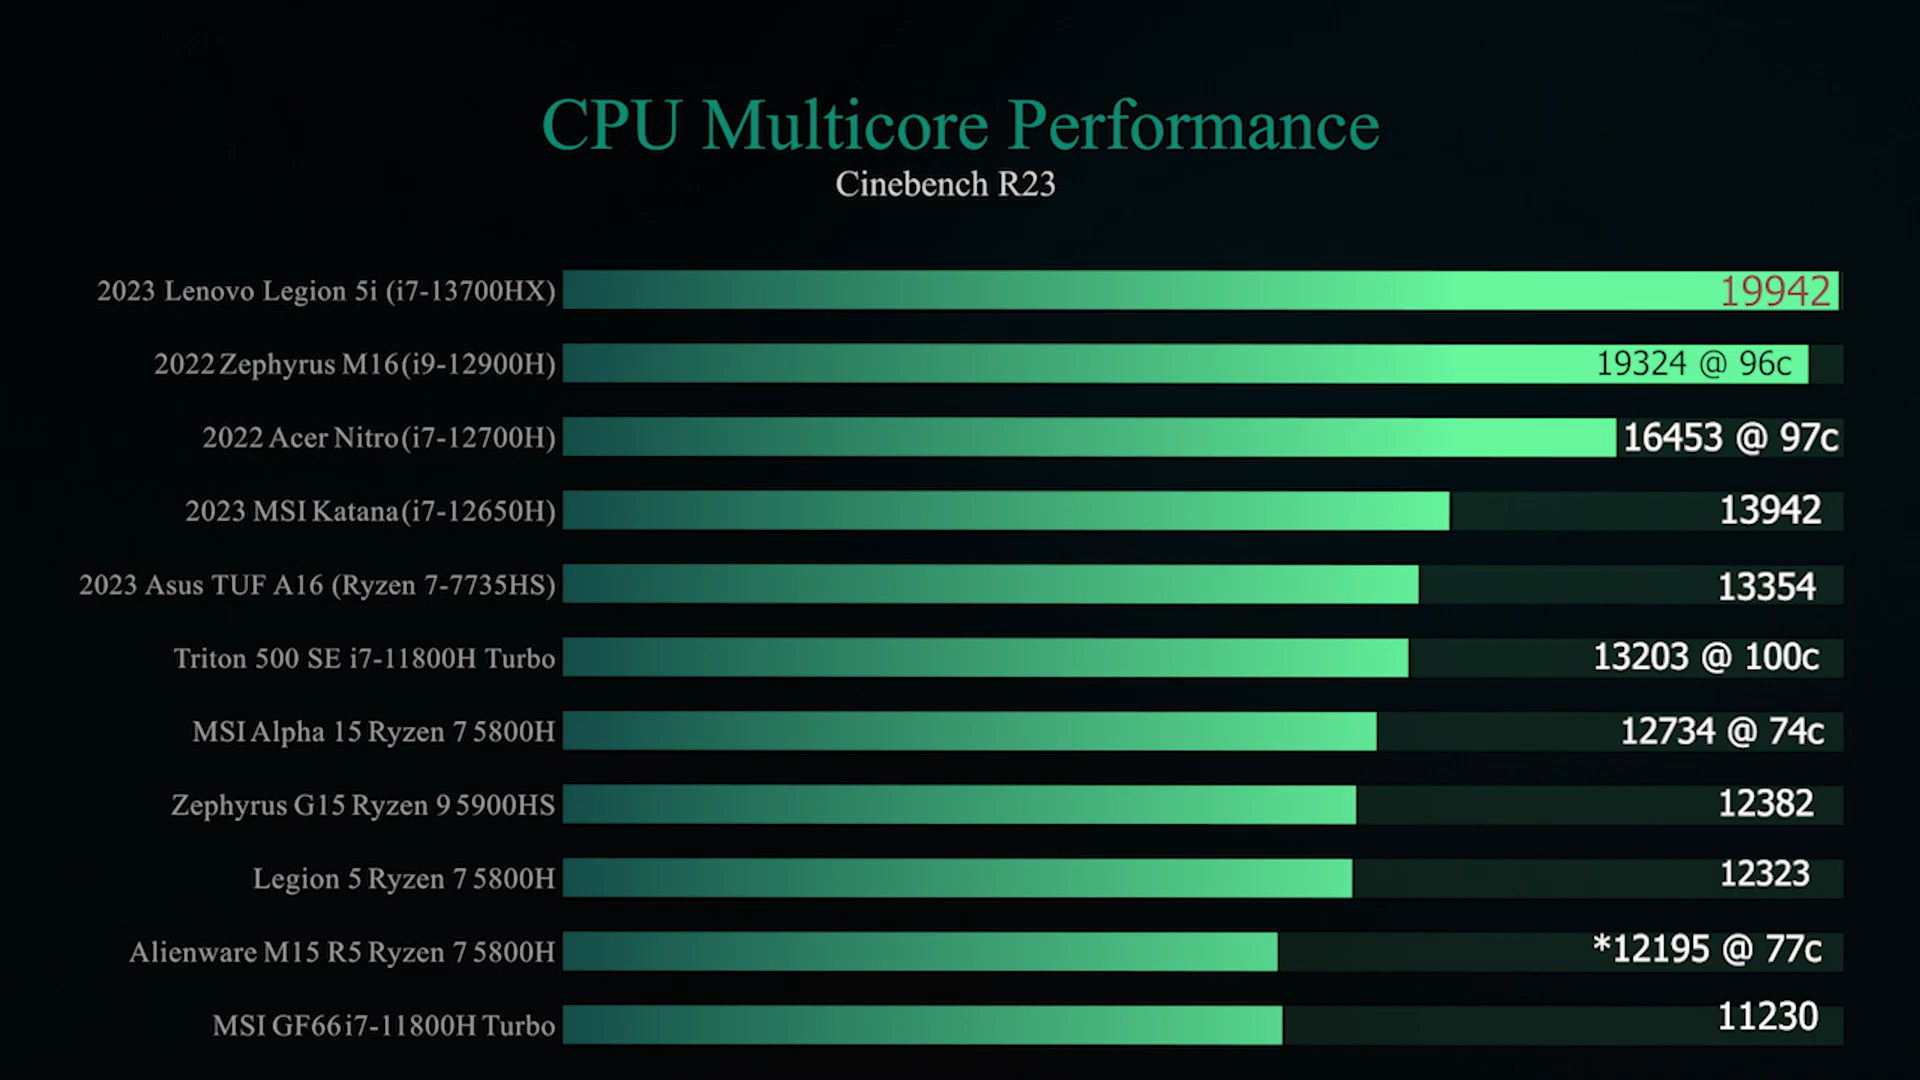 CPU Multicore Performance
Cinebench R23
2023 Lenovo Legion 5i (i7-13700HX) 19942
2022 Zephyrus M16 (i9-12900H) 19324 @ 96c
2022 Acer Nitro (i7-12700H) 16453 @ 97c
2023 MSI Katana (i7-12650H) 13942
2023 Asus TUF A16 (Ryzen 7-7735HS) 13354
Triton 500 SE i7-11800H Turbo 13203 @ 100c
MSI Alpha 15 Ryzen 7 5800H 12734 @ 74c
Zephyrus G15 Ryzen 9 5900HS 12382
Legion 5 Ryzen 7 5800H 12323
Alienware M15 R5 Ryzen 7 5800H *12195 @ 77c
MSI GF66 i7-11800H Turbo 11230